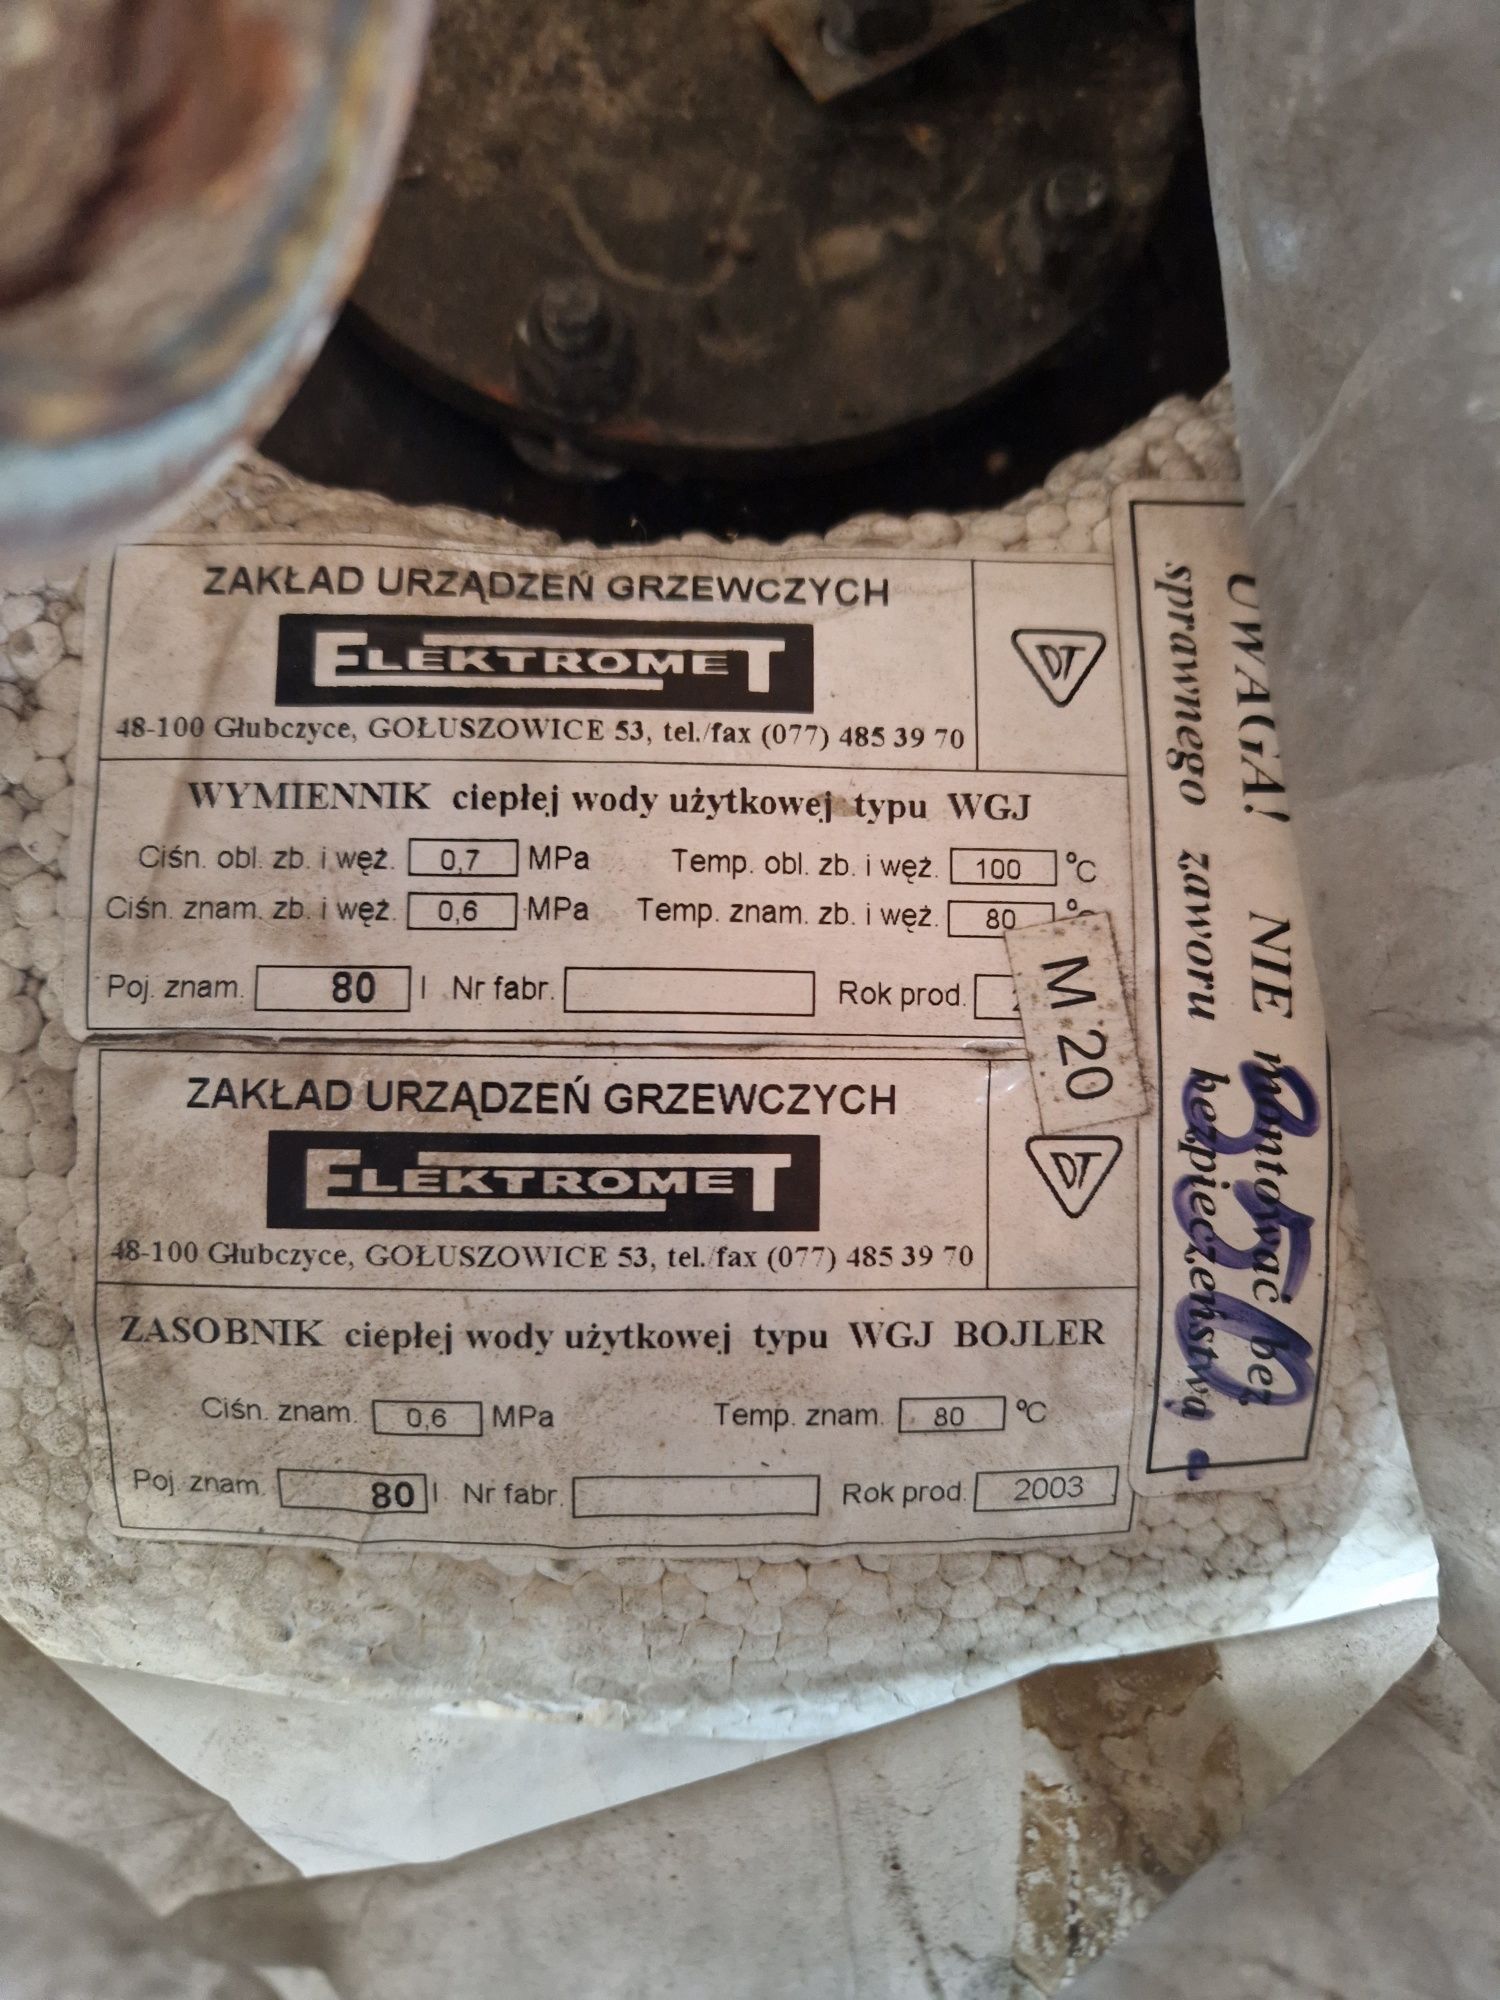 ZAKŁAD URZĄDZEŃ GRZEWCZYCH
ELEKTROMET
DT
48-100 Głubczyce, GOŁUSZOWICE 53, tel./fax (077) 485 39 70
WYMIENNIK ciepłej wody użytkowej typu WGJ
Ciśn. obl. zb. i węż. 0,7 MPa Temp. obl. zb. i węż. 100 °C
Ciśn. znam. zb. i węż. 0,6 MPa Temp. znam. zb. i węż. 80
Poj. znam. 80 l Nr fabr. Rok prod.
M 20
ZAKŁAD URZĄDZEŃ GRZEWCZYCH
ELEKTROMET
DT
48-100 Głubczyce, GOŁUSZOWICE 53, tel./fax (077) 485 39 70
ZASOBNIK ciepłej wody użytkowej typu WGJ BOJLER
Ciśn. znam. 0,6 MPa Temp. znam. 80 °C
Poj. znam. 80 l Nr fabr. Rok prod. 2003
UWAGA! NIE montować bez
sprawnego zaworu bezpieczeństwa